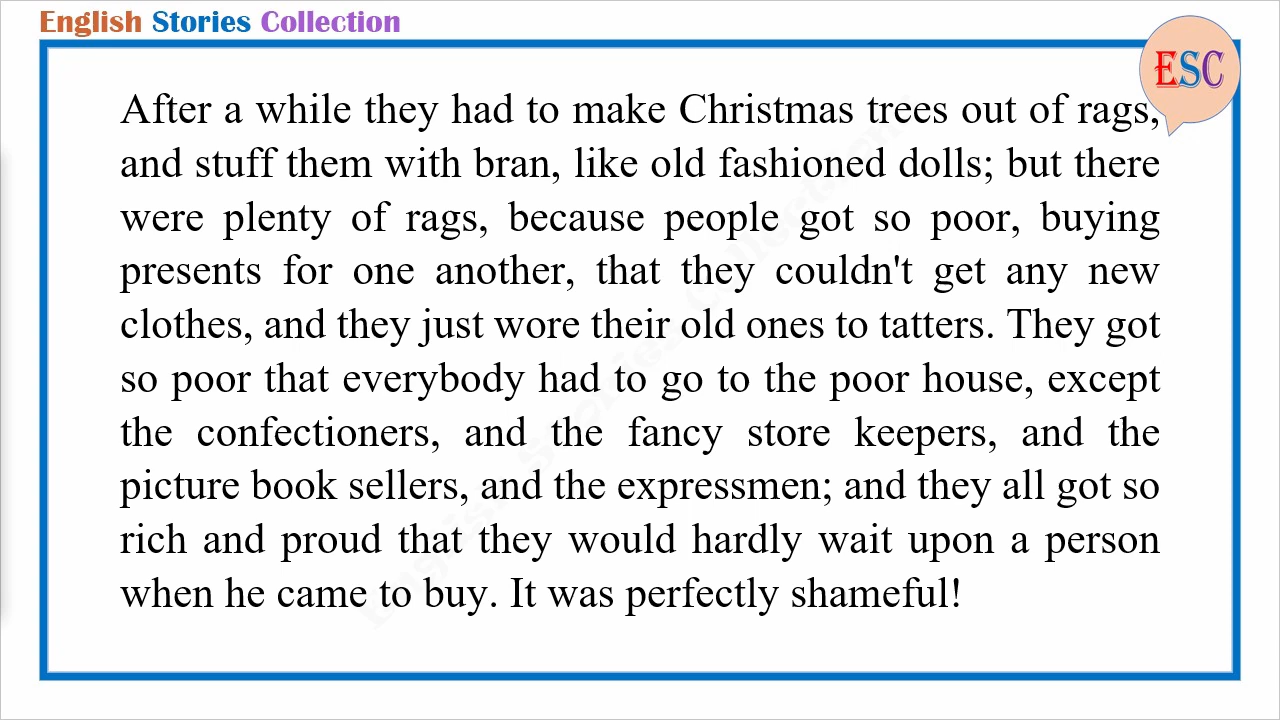 English Stories Collection
ESC
After a while they had to make Christmas trees out of rags,
and stuff them with bran, like old fashioned dolls; but there
were plenty of rags, because people got so poor, buying
presents for one another, that they couldn't get any new
clothes, and they just wore their old ones to tatters. They got
so poor that everybody had to go to the poor house, except
the confectioners, and the fancy store keepers, and the
picture book sellers, and the expressmen; and they all got so
rich and proud that they would hardly wait upon a person
when he came to buy. It was perfectly shameful!
English Stories Collection